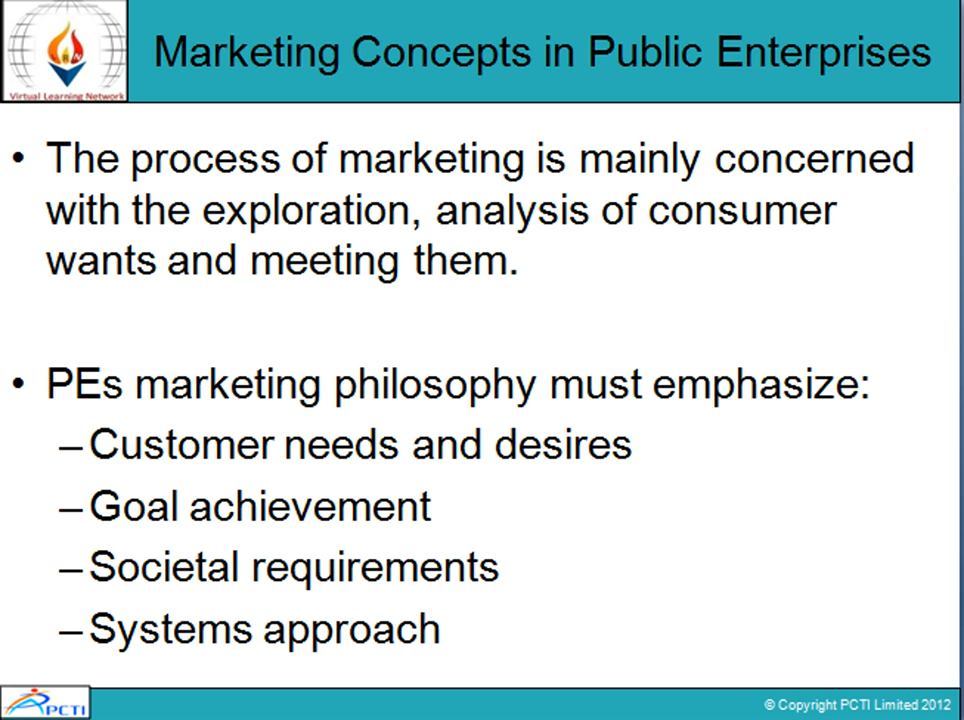 Marketing Concepts in Public Enterprises
RN
Virtual Learning Network
• The process of marketing is mainly concerned
with the exploration, analysis of consumer
wants and meeting them.
• PEs marketing philosophy must emphasize:
–Customer needs and desires
–Goal achievement
–Societal requirements
–Systems approach
PCTI
© Copyright PCTI Limited 2012